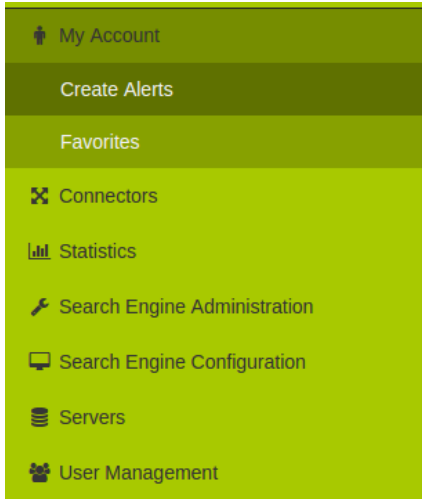 My Account
Create Alerts
Favorites
Connectors
Statistics
Search Engine Administration
Search Engine Configuration
Servers
User Management